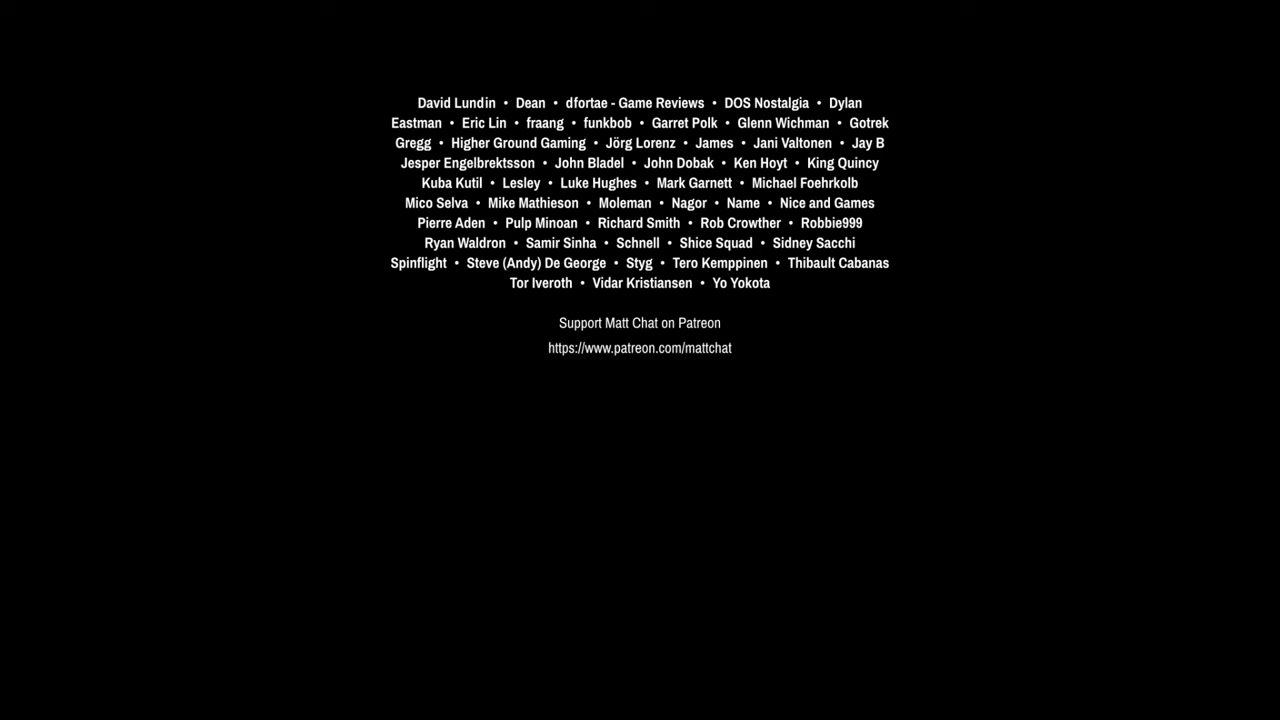 David Lundin • Dean • dfortae - Game Reviews • DOS Nostalgia • Dylan
Eastman • Eric Lin • fraang • funkbob • Garret Polk • Glenn Wichman • Gotrek
Gregg • Higher Ground Gaming • Jörg Lorenz • James • Jani Valtonen • Jay B
Jesper Engelbrektsson • John Bladel • John Dobak • Ken Hoyt • King Quincy
Kuba Kutil • Lesley • Luke Hughes • Mark Garnett • Michael Foehrkolb
Mico Selva • Mike Mathieson • Moleman • Nagor • Name • Nice and Games
Pierre Aden • Pulp Minoan • Richard Smith • Rob Crowther • Robbie999
Ryan Waldron • Samir Sinha • Schnell • Shice Squad • Sidney Sacchi
Spinflight • Steve (Andy) De George • Styg • Tero Kemppinen • Thibault Cabanas
Tor Iveroth • Vidar Kristiansen • Yo Yokota
Support Matt Chat on Patreon
https://www.patreon.com/mattchat